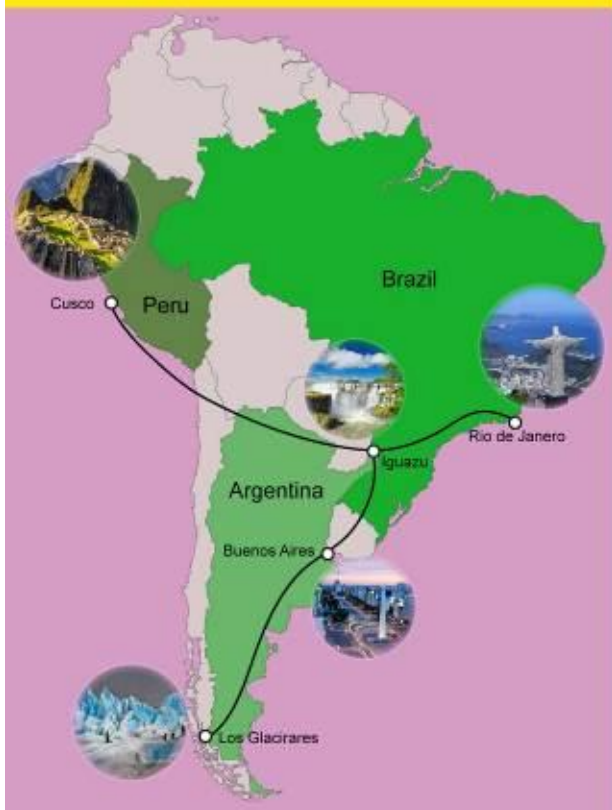 Brazil
Cusco
Peru
Rio de Janero
Iguazu
Argentina
Buenos Aires
Los Glacirares